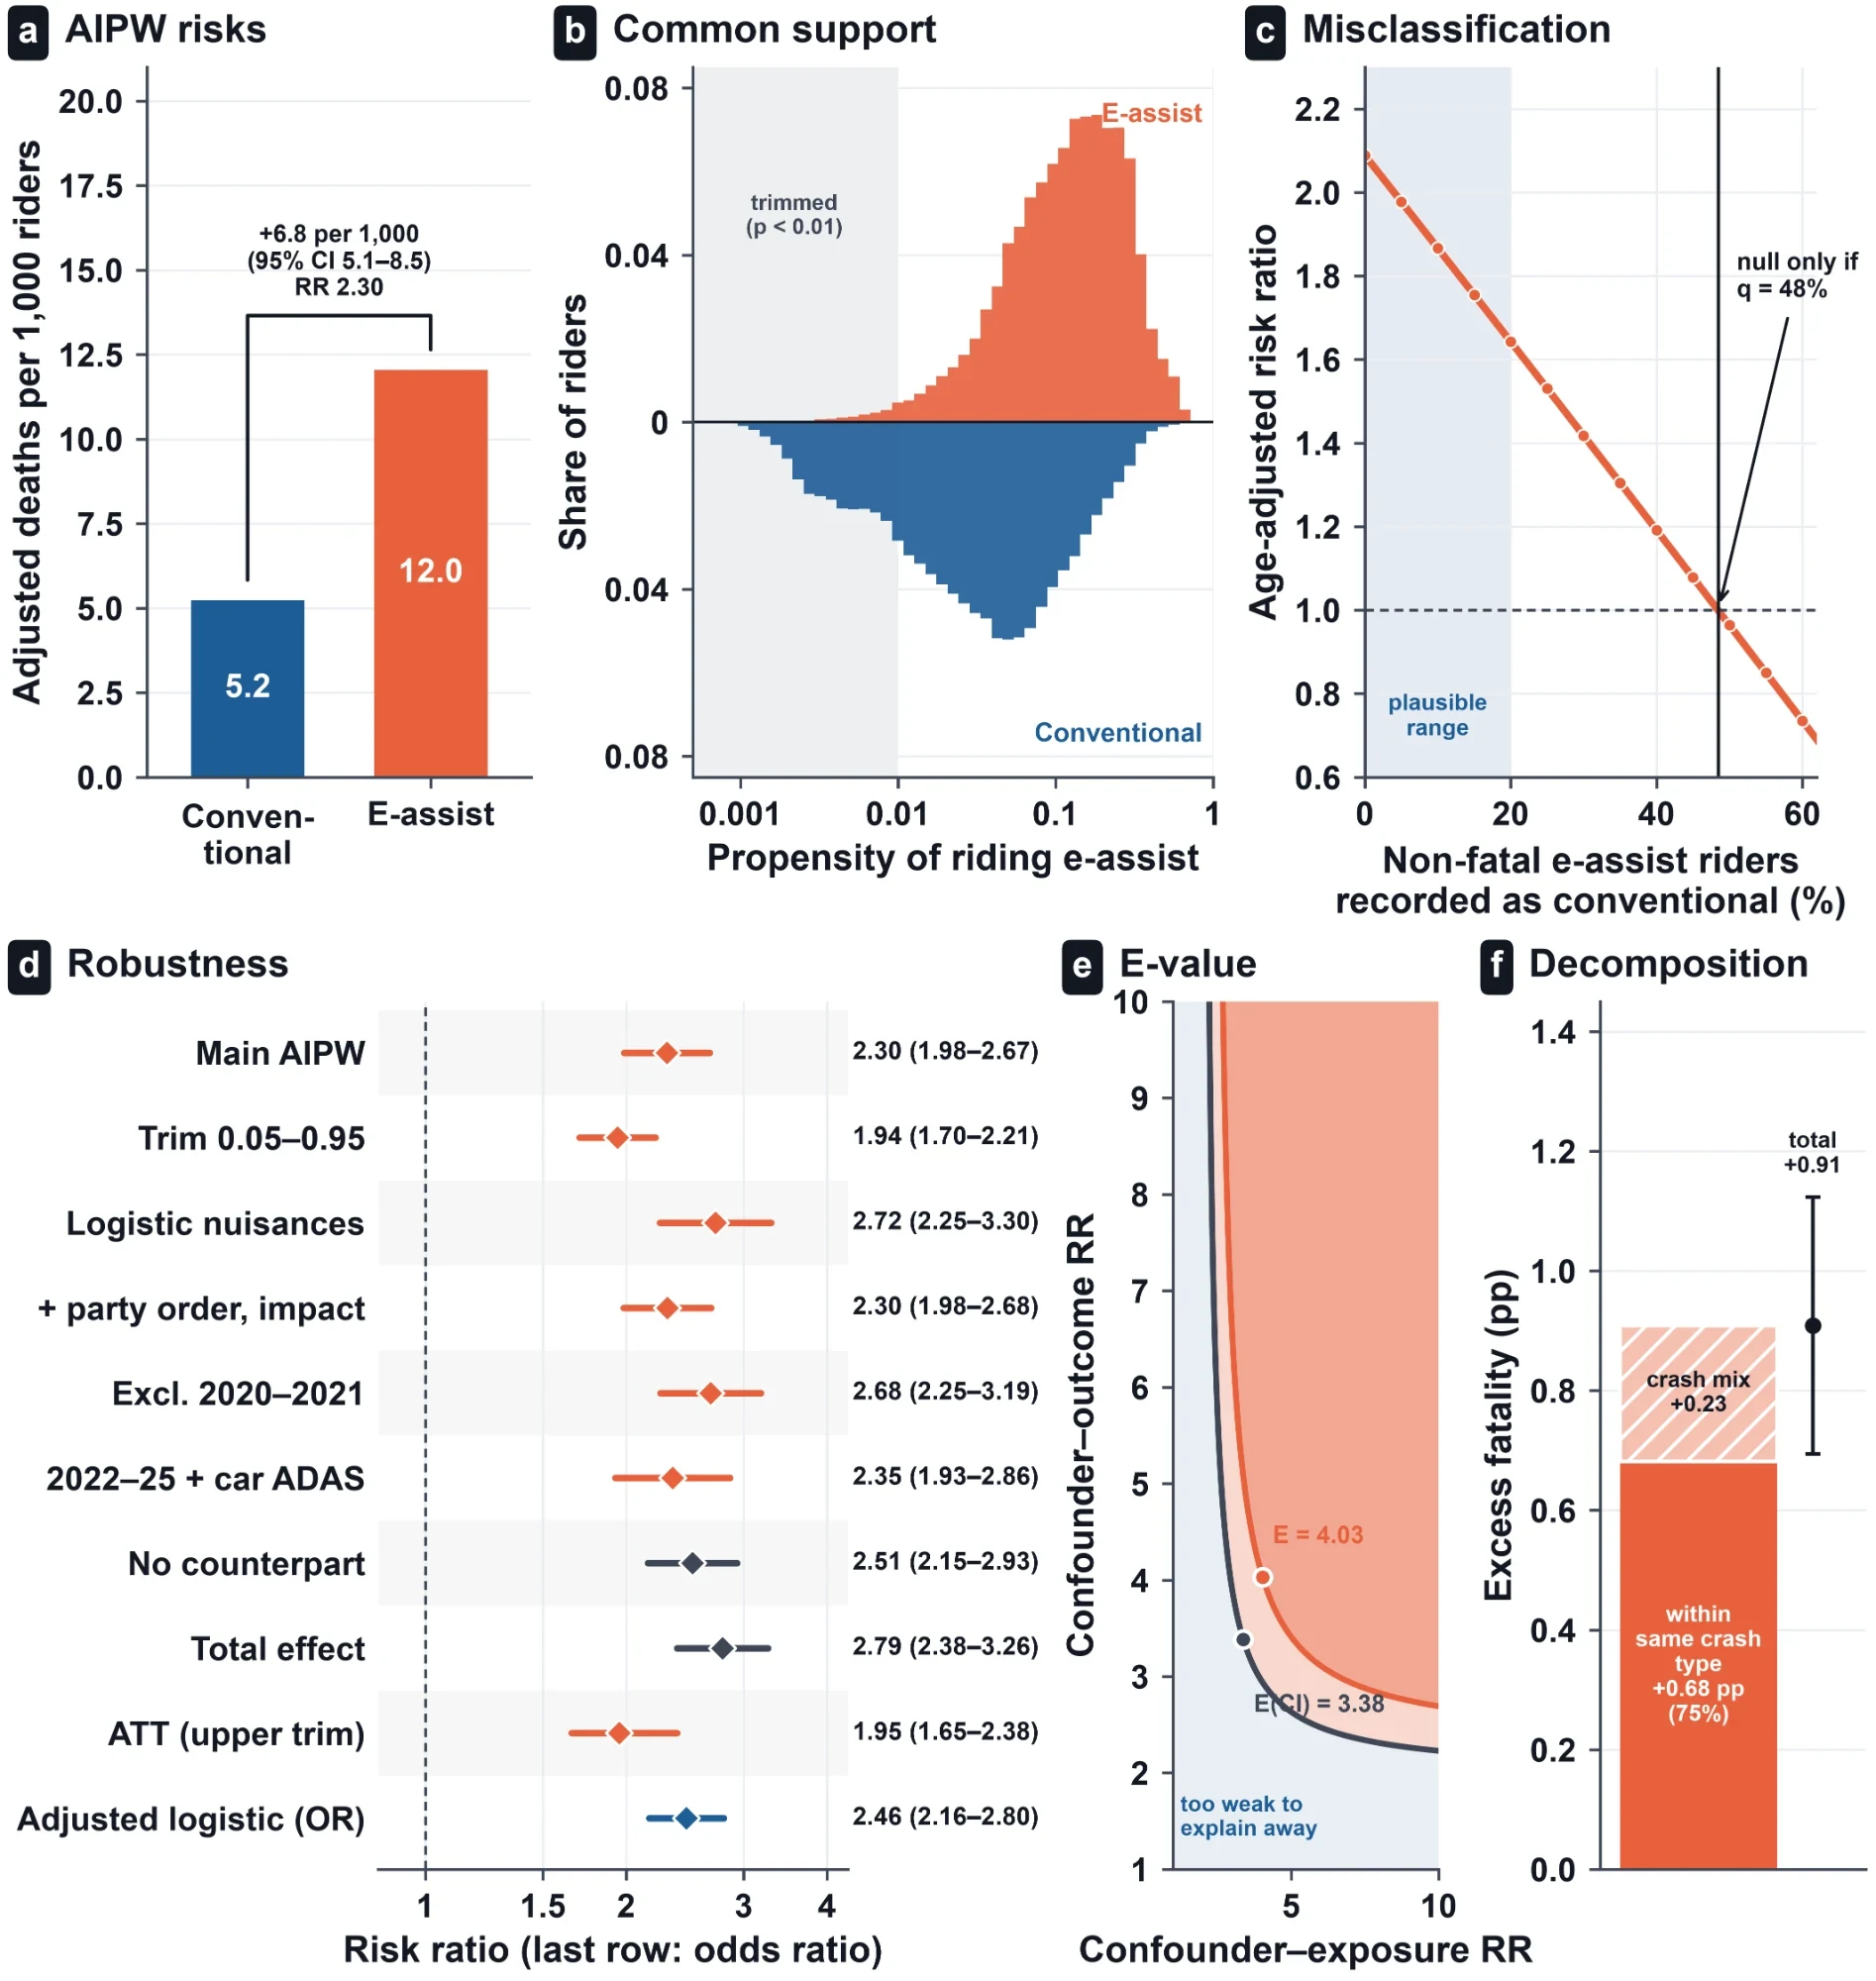 a AIPW risks
Adjusted deaths per 1,000 riders
20.0
17.5
15.0
12.5
10.0
7.5
5.0
2.5
0.0
+6.8 per 1,000
(95% CI 5.1–8.5)
RR 2.30
5.2
12.0
Conven-
tional
E-assist
b Common support
Share of riders
0.08
0.04
0
0.04
0.08
trimmed
(p < 0.01)
E-assist
Conventional
0.001
0.01
0.1
1
Propensity of riding e-assist
c Misclassification
Age-adjusted risk ratio
2.2
2.0
1.8
1.6
1.4
1.2
1.0
0.8
0.6
null only if
q = 48%
plausible
range
0
20
40
60
Non-fatal e-assist riders
recorded as conventional (%)
d Robustness
Main AIPW
2.30 (1.98–2.67)
Trim 0.05–0.95
1.94 (1.70–2.21)
Logistic nuisances
2.72 (2.25–3.30)
+ party order, impact
2.30 (1.98–2.68)
Excl. 2020–2021
2.68 (2.25–3.19)
2022–25 + car ADAS
2.35 (1.93–2.86)
No counterpart
2.51 (2.15–2.93)
Total effect
2.79 (2.38–3.26)
ATT (upper trim)
1.95 (1.65–2.38)
Adjusted logistic (OR)
2.46 (2.16–2.80)
1
1.5
2
3
4
Risk ratio (last row: odds ratio)
e E-value
Confounder–outcome RR
10
9
8
7
6
5
4
3
2
1
E = 4.03
E(CI) = 3.38
too weak to
explain away
5
10
Confounder–exposure RR
f Decomposition
Excess fatality (pp)
1.4
1.2
1.0
0.8
0.6
0.4
0.2
0.0
total
+0.91
crash mix
+0.23
within
same crash
type
+0.68 pp
(75%)